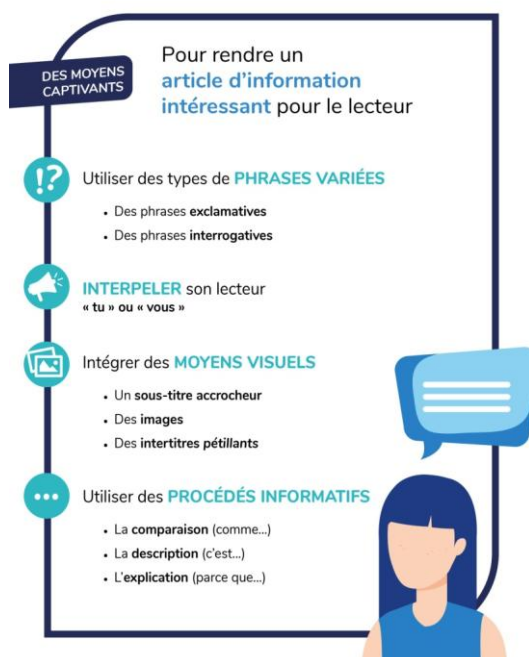 DES MOYENS
CAPTIVANTS
Pour rendre un
article d'information
intéressant pour le lecteur
!?
Utiliser des types de PHRASES VARIÉES
• Des phrases exclamatives
• Des phrases interrogatives
INTERPELER son lecteur
« tu » ou « vous »
Intégrer des MOYENS VISUELS
• Un sous-titre accrocheur
• Des images
• Des intertitres pétillants
Utiliser des PROCÉDÉS INFORMATIFS
• La comparaison (comme...)
• La description (c'est...)
• L'explication (parce que...)